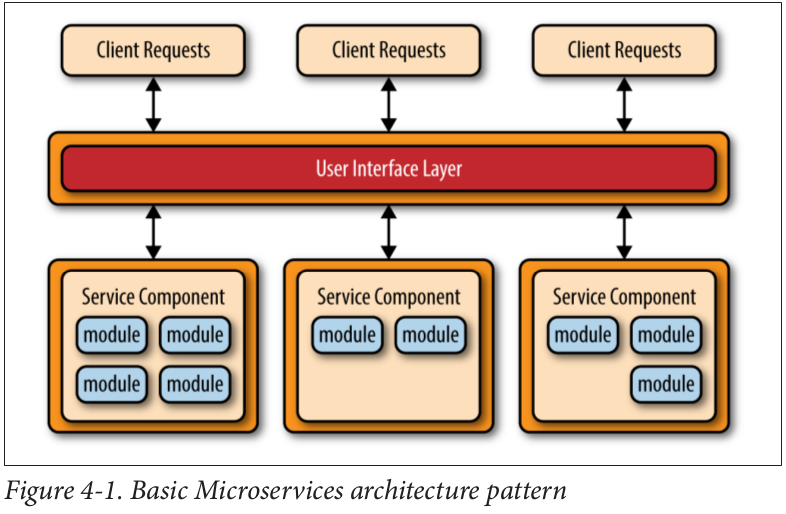 Client Requests
Client Requests
Client Requests
User Interface Layer
Service Component
module module
module module
Service Component
module module
Service Component
module module
module
Figure 4-1. Basic Microservices architecture pattern